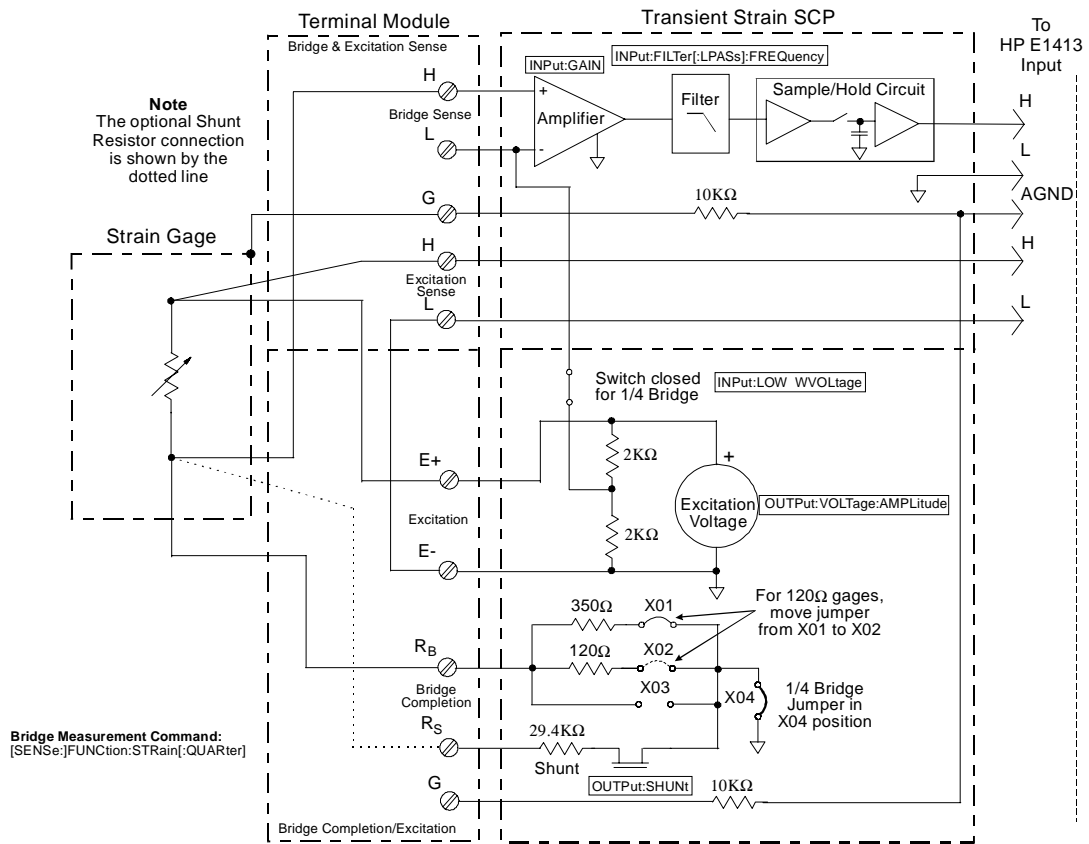 Terminal Module
Transient Strain SCP
To
HP E1413
Input
Bridge & Excitation Sense
INPut:GAIN
INPut:FILTer[:LPASs]:FREQuency
H
+
Amplifier
Filter
Sample/Hold Circuit
H
Note
The optional Shunt
Resistor connection
is shown by the
dotted line
Bridge Sense
L
-
L
G
10KΩ
AGND
Strain Gage
H
H
Excitation
Sense
L
L
Switch closed
for 1/4 Bridge
INPut:LOW WVOLtage
E+
2KΩ
+
Excitation
Voltage
OUTPut:VOLTage:AMPLitude
Excitation
E-
2KΩ
350Ω
X01
For 120Ω gages,
move jumper
from X01 to X02
RB
120Ω
X02
Bridge
Completion
X03
X04
1/4 Bridge
Jumper in
X04 position
RS
29.4KΩ
Shunt
Bridge Measurement Command:
[SENSe:]FUNCtion:STRain[:QUARter]
OUTPut:SHUNt
G
10KΩ
Bridge Completion/Excitation